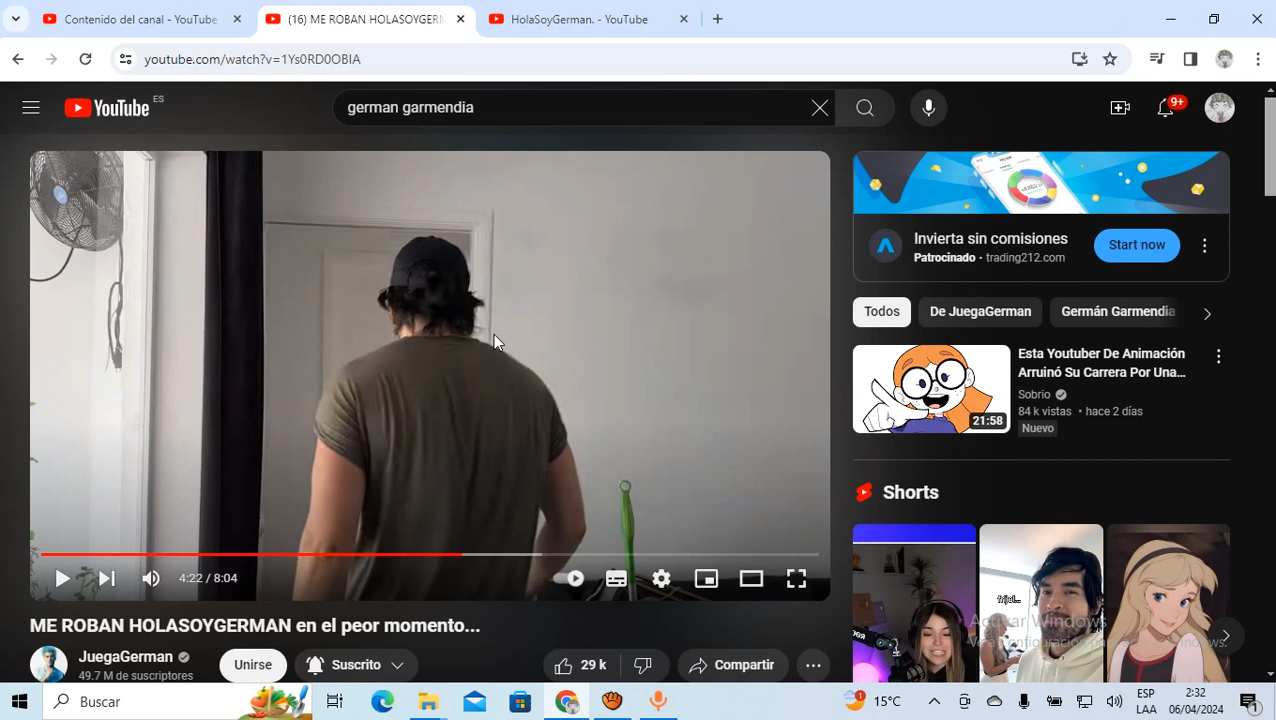 Contenido del canal - YouTube
(16) ME ROBAN HOLASOYGERM
HolaSoyGerman. - YouTube
youtube.com/watch?v=1Ys0RD0OBIA
YouTube ES
german garmendia
9+
Invierta sin comisiones
Patrocinado • trading212.com
Start now
Todos
De JuegaGerman
Germán Garmendia
Esta Youtuber De Animación
Arruinó Su Carrera Por Una...
Sobrio
84 k vistas • hace 2 días
Nuevo
21:58
Shorts
4:22 / 8:04
ME ROBAN HOLASOYGERMAN en el peor momento...
JuegaGerman
49.7 M de suscriptores
Unirse
Suscrito
29 k
Compartir
Activar Windows
Buscar
1
15°C
ESP
LAA
2:32
06/04/2024
1